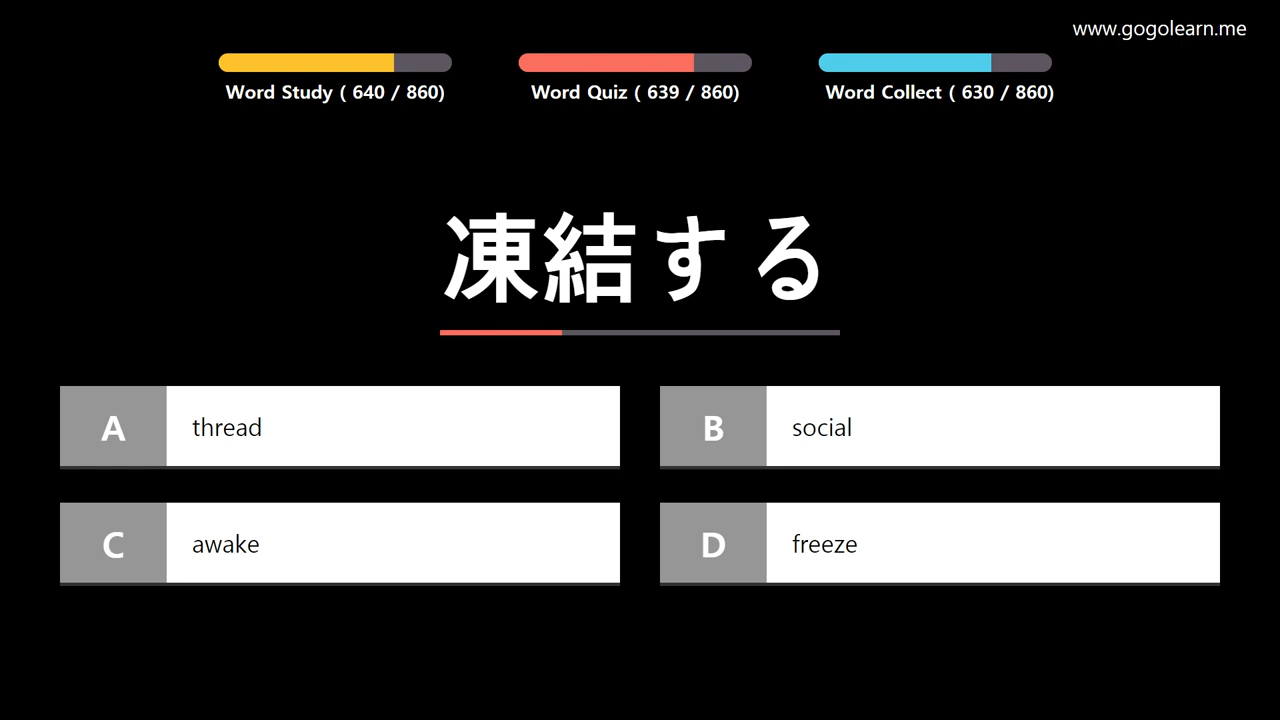 www.gogolearn.me
Word Study ( 640 / 860)
Word Quiz ( 639 / 860)
Word Collect ( 630 / 860)
凍結する
A thread
B social
C awake
D freeze